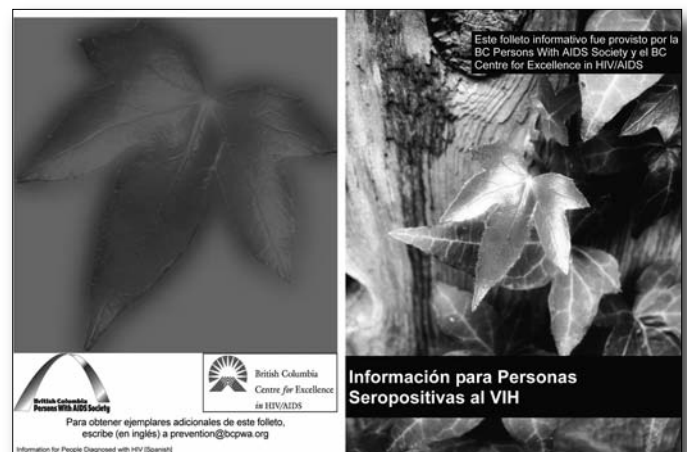 British Columbia
Persons With AIDS Society
British Columbia
Centre for Excellence
in HIV/AIDS
Para obtener ejemplares adicionales de este folleto,
escribe (en inglés) a prevention@bcpwa.org
Information for People Diagnosed with HIV [Spanish]
Este folleto informativo fue provisto por la
BC Persons With AIDS Society y el BC
Centre for Excellence in HIV/AIDS
Información para Personas
Seropositivas al VIH